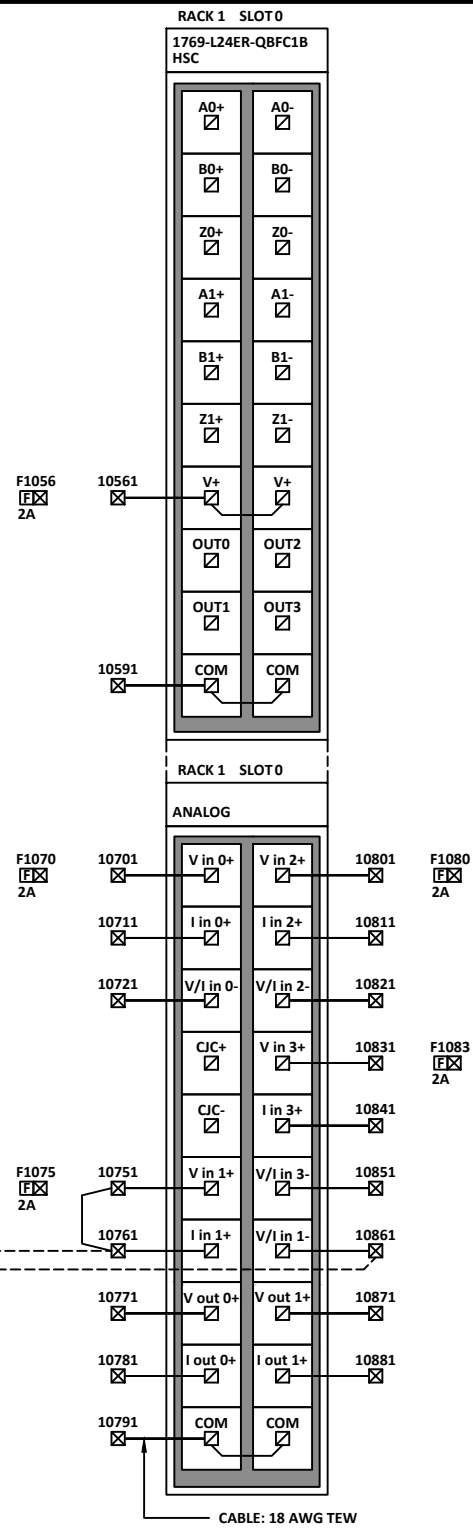 RACK 1 SLOT 0
1769-L24ER-QBFC1B
HSC
A0+ A0-
B0+ B0-
Z0+ Z0-
A1+ A1-
B1+ B1-
Z1+ Z1-
F1056 10561 V+ V+
F
2A
OUT0 OUT2
OUT1 OUT3
10591 COM COM
RACK 1 SLOT 0
ANALOG
F1070 10701 V in 0+ V in 2+ 10801 F1080
F F
2A 2A
10711 I in 0+ I in 2+ 10811
10721 V/I in 0- V/I in 2- 10821
CJC+ V in 3+ 10831 F1083
F
2A
CJC- I in 3+ 10841
F1075 10751 V in 1+ V/I in 3- 10851
F
2A
10761 I in 1+ V/I in 1- 10861
10771 V out 0+ V out 1+ 10871
10781 I out 0+ I out 1+ 10881
10791 COM COM
CABLE: 18 AWG TEW